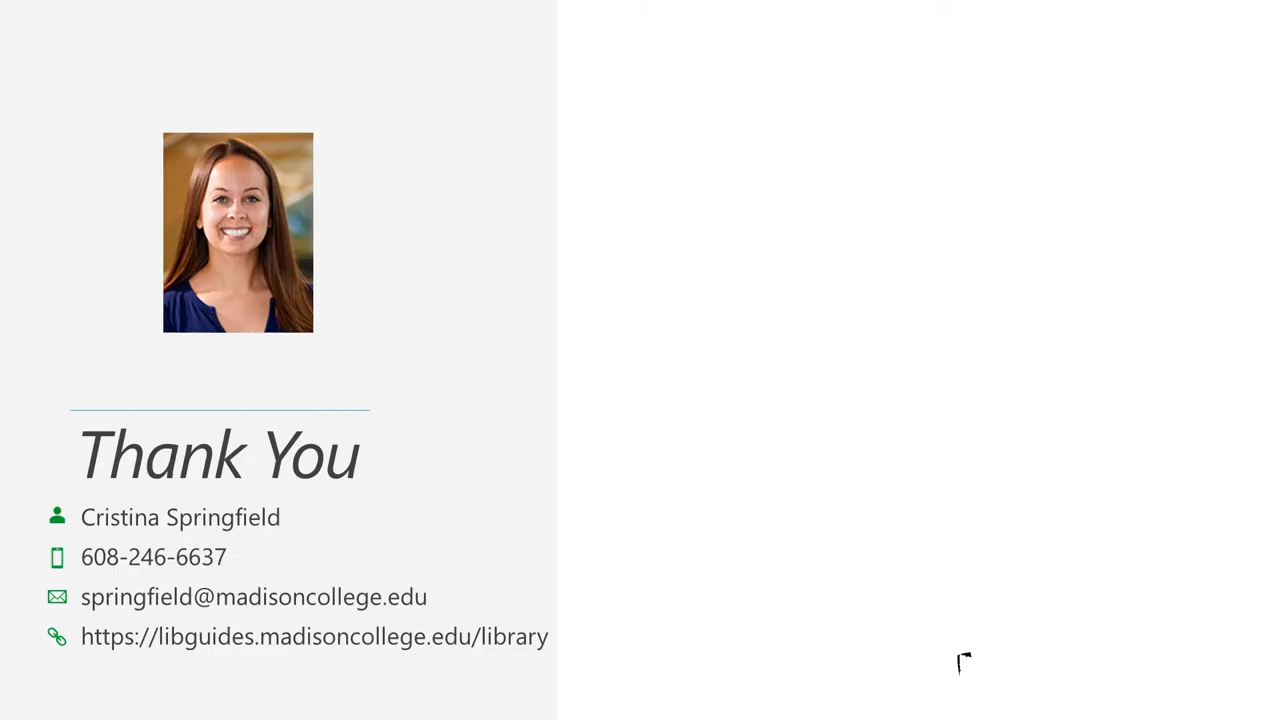 Thank You
Cristina Springfield
608-246-6637
springfield@madisoncollege.edu
https://libguides.madisoncollege.edu/library